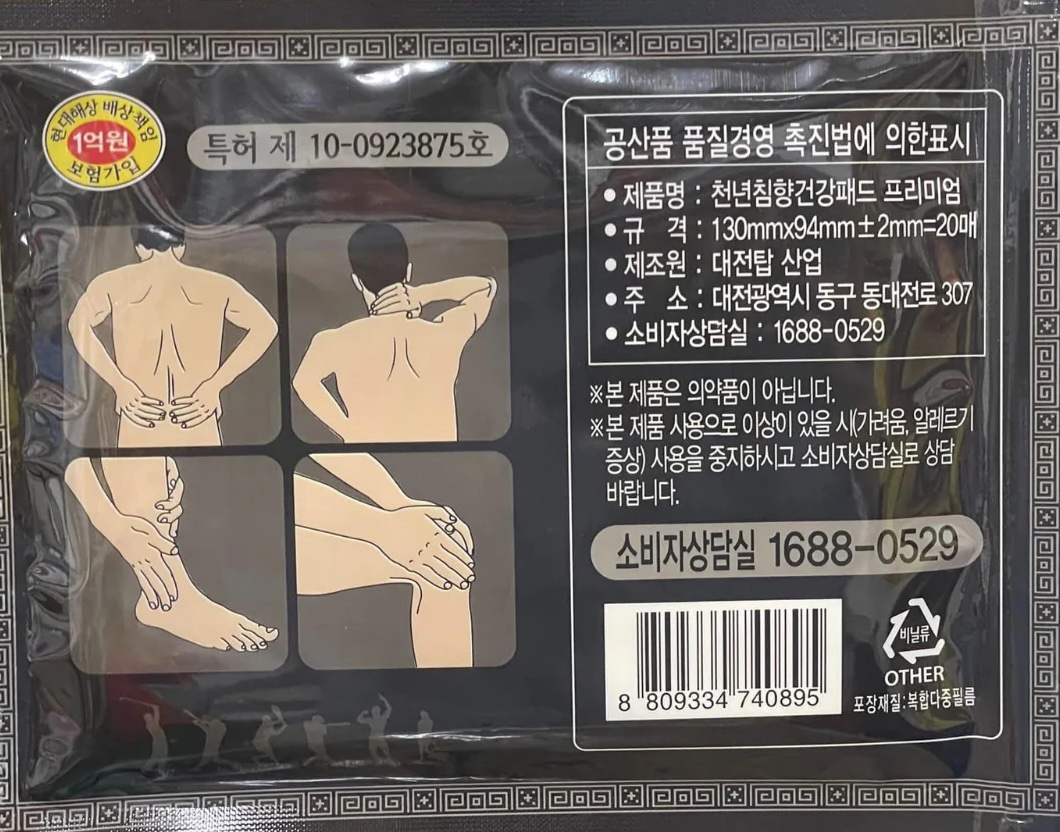 현대해상 배상책임
1억원
보험가입
특허 제 10-0923875호
공산품 품질경영 촉진법에 의한표시
● 제품명 : 천년침향건강패드 프리미엄
● 규 격 : 130mmx94mm±2mm=20매
● 제조원 : 대전탑 산업
● 주 소 : 대전광역시 동구 동대전로 307
● 소비자상담실 : 1688-0529
※본 제품은 의약품이 아닙니다.
※본 제품 사용으로 이상이 있을 시(가려움, 알레르기
증상) 사용을 중지하시고 소비자상담실로 상담
바랍니다.
소비자상담실 1688-0529
8 809334 740895
비닐류
OTHER
포장재질:복합다중필름